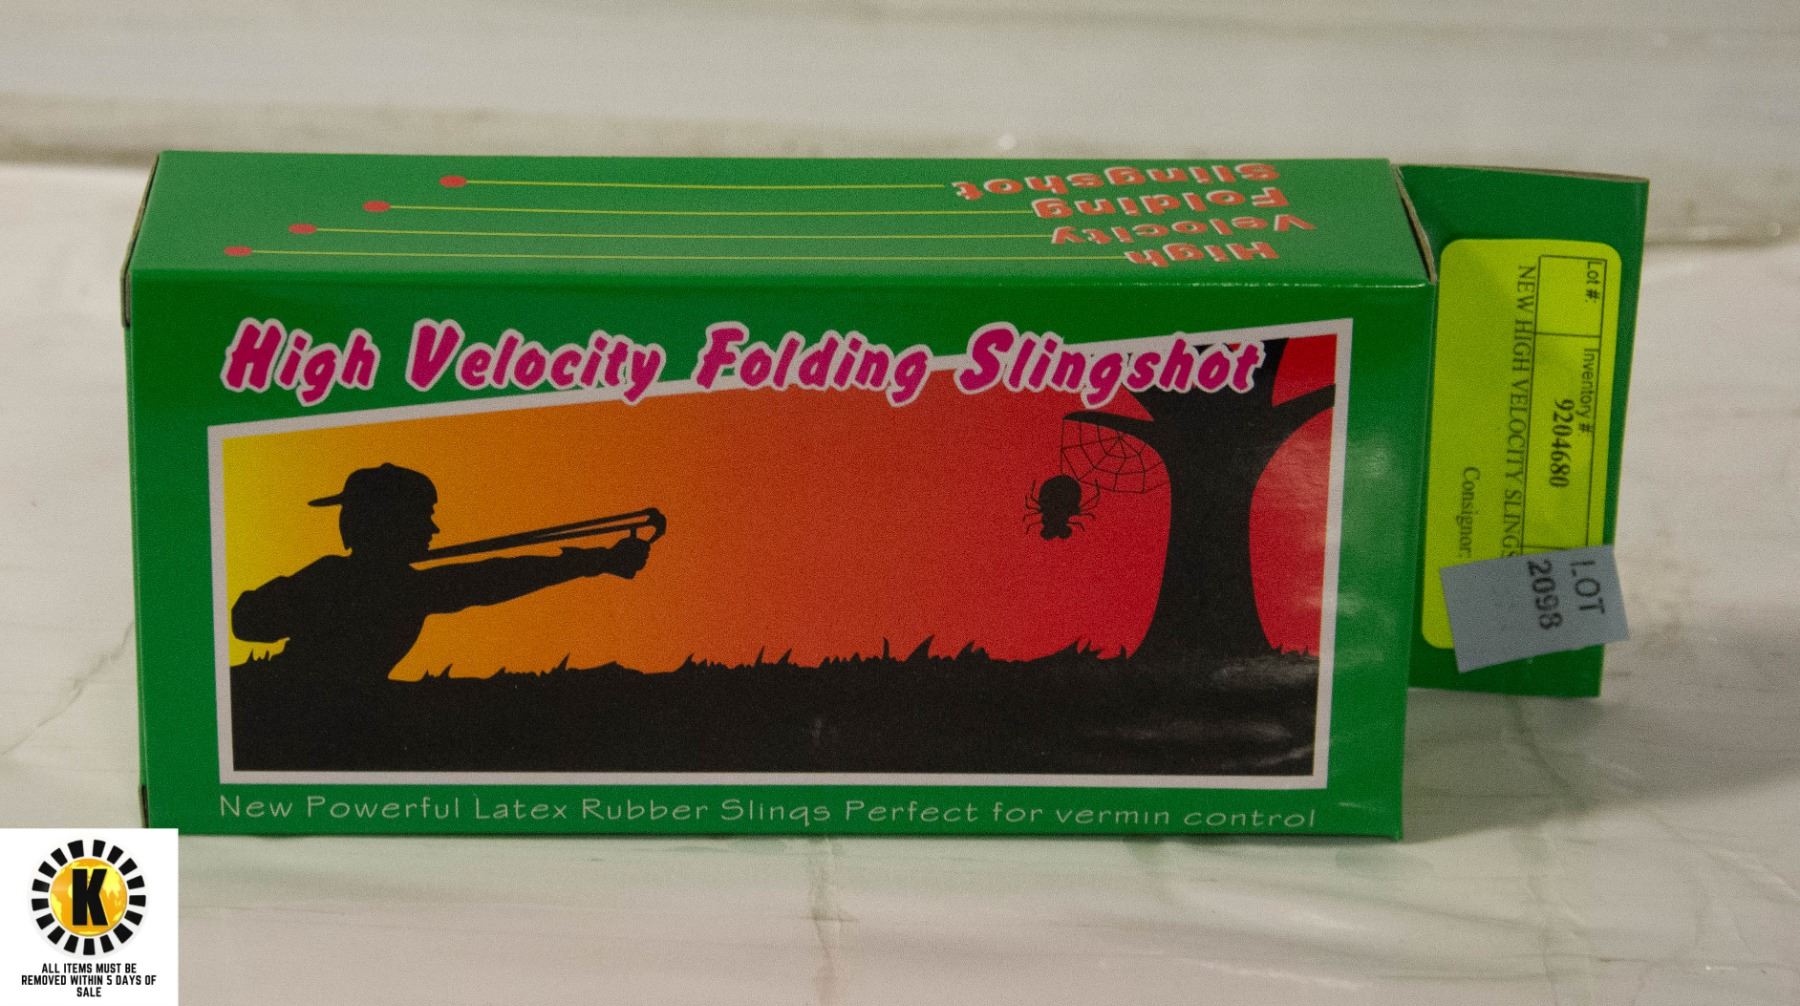 High
Velocity
Folding
Slingshot
High Velocity Folding Slingshot
New Powerful Latex Rubber Slings Perfect for vermin control
Lot #:
Inventory #
9204680
NEW HIGH VELOCITY SLINGS
Consignor:
LOT
2098
K
ALL ITEMS MUST BE
REMOVED WITHIN 5 DAYS OF
SALE